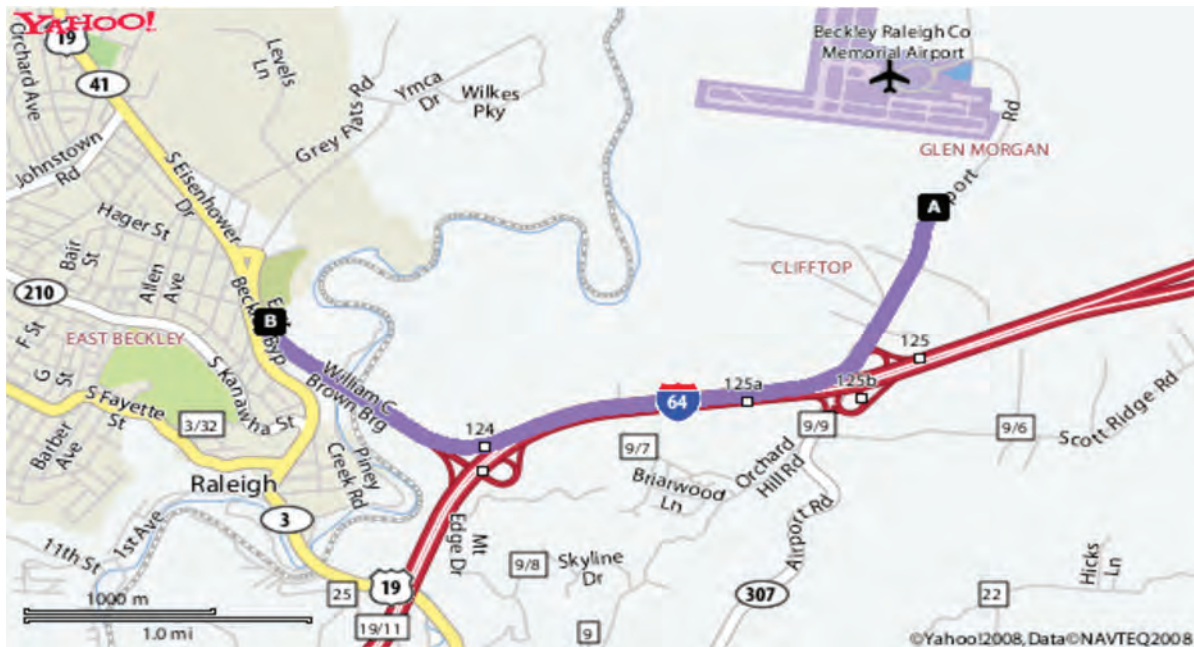 YAHOO!
19
Orchard Ave
41
Levels
Ln
Grey Flats Rd
Ymca
Dr
Wilkes
Pky
Beckley Raleigh Co
Memorial Airport
Rd
GLEN MORGAN
A
Johnstown
Rd
S Eisenhower
Dr
Hager St
Bair
St
Allen
Ave
CLIFFTOP
210
F St
EAST BECKLEY
B
Byp
G
St
S Kanawha St
William C
Brown Brg
125
125a
125b
64
S Fayette
St
3/32
Barber
Ave
124
9/7
9/9
9/6
Scott Ridge Rd
Orchard
Hill Rd
Briarwood
Ln
Raleigh
Piney
Creek Rd
3
1st Ave
11th St
Mt
Edge Dr
Airport Rd
9/8
Skyline
Dr
Hicks
Ln
25
19
307
22
1000 m
1.0 mi
19/11
9
©Yahoo!2008, Data©NAVTEQ2008